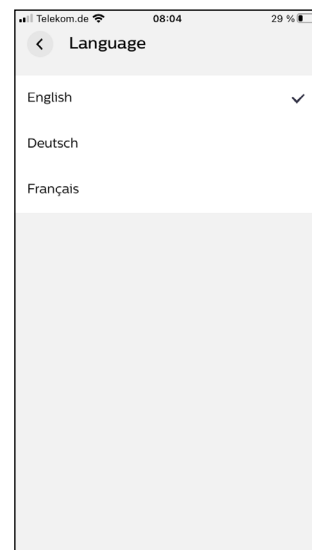 Telekom.de 08:04 29 %
Language
English
Deutsch
Français